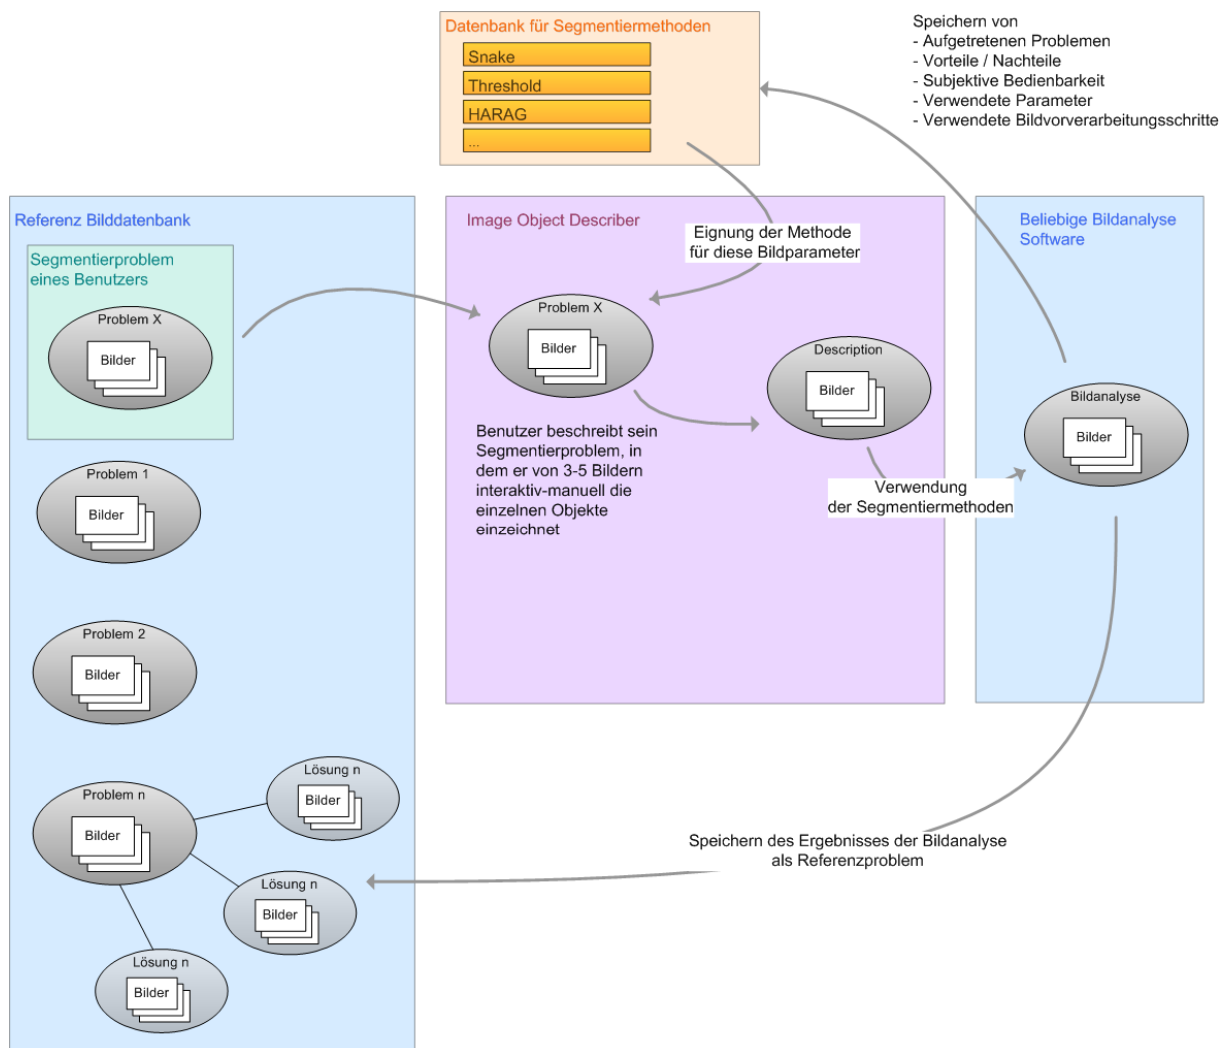 Datenbank für Segmentiermethoden
Snake
Threshold
HARAG
...
Speichern von
- Aufgetretenen Problemen
- Vorteile / Nachteile
- Subjektive Bedienbarkeit
- Verwendete Parameter
- Verwendete Bildvorverarbeitungsschritte
Referenz Bilddatenbank
Segmentierproblem
eines Benutzers
Problem X
Bilder
Problem 1
Bilder
Problem 2
Bilder
Problem n
Bilder
Lösung n
Bilder
Lösung n
Bilder
Lösung n
Bilder
Image Object Describer
Eignung der Methode
für diese Bildparameter
Problem X
Bilder
Description
Bilder
Benutzer beschreibt sein
Segmentierproblem, in
dem er von 3-5 Bildern
interaktiv-manuell die
einzelnen Objekte
einzeichnet
Verwendung
der Segmentiermethoden
Beliebige Bildanalyse
Software
Bildanalyse
Bilder
Speichern des Ergebnisses der Bildanalyse
als Referenzproblem